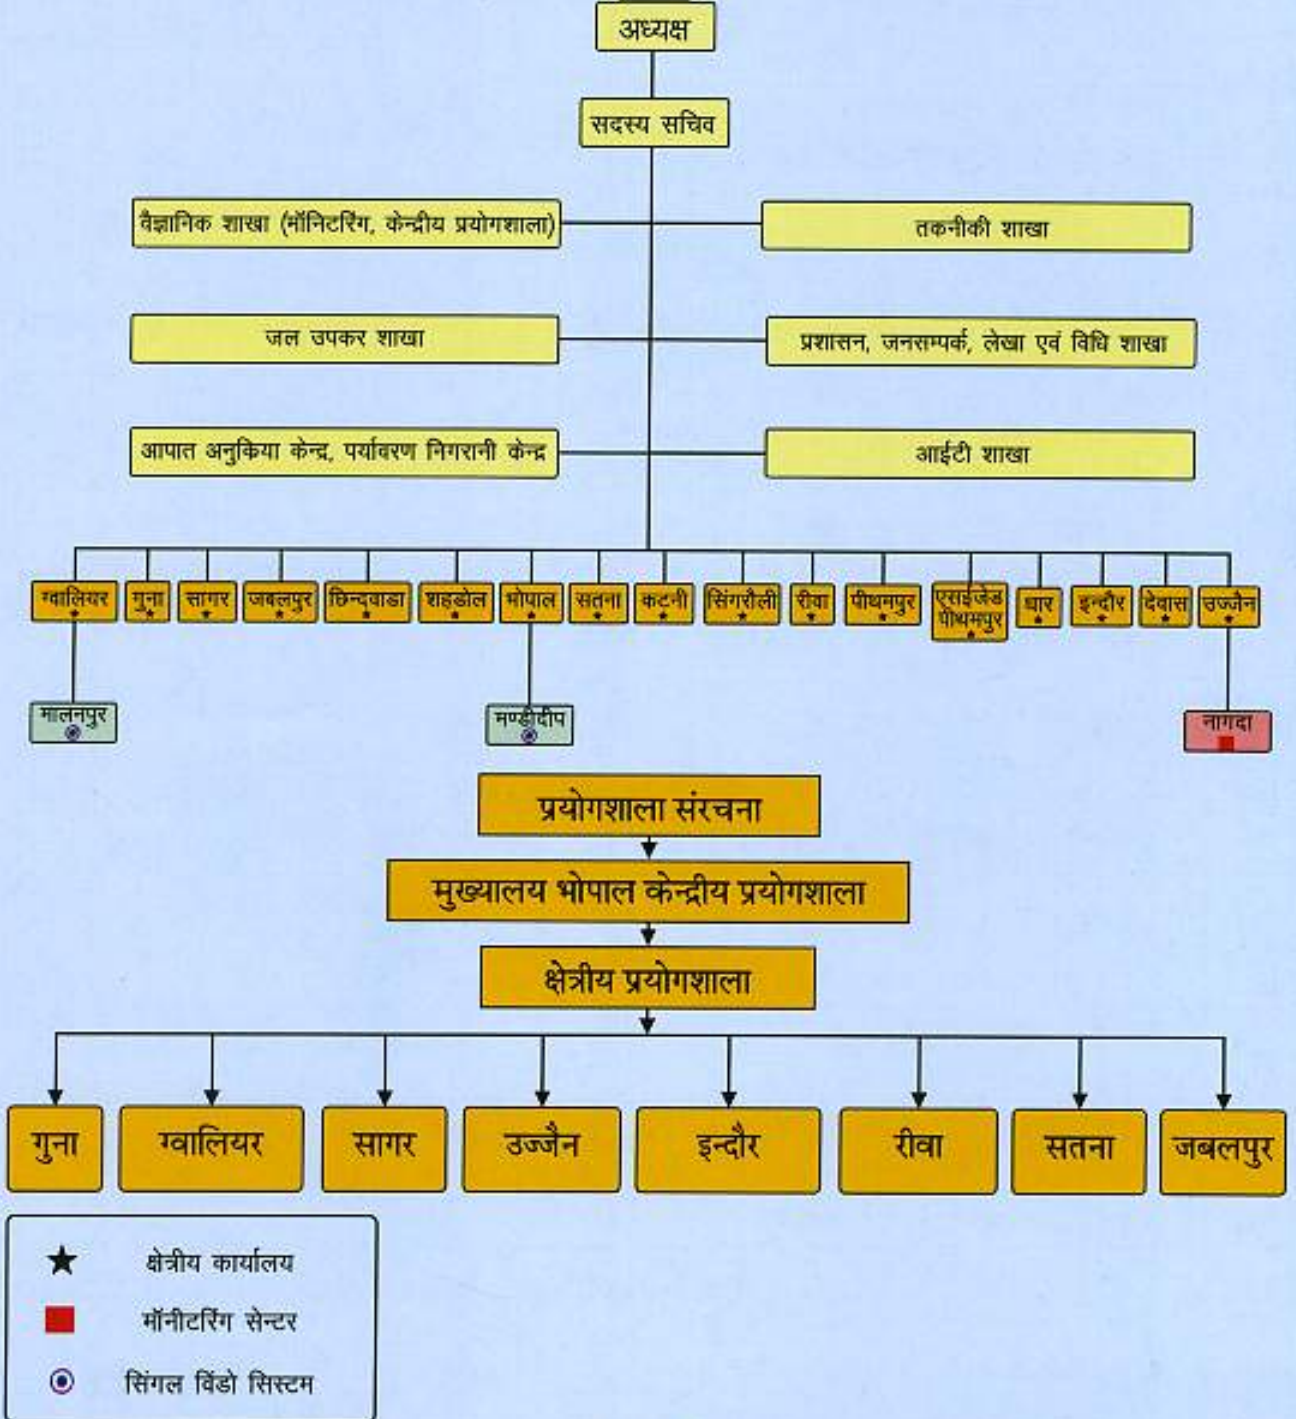 अध्यक्ष
सदस्य सचिव
वैज्ञानिक शाखा (मॉनिटरिंग, केन्द्रीय प्रयोगशाला)
तकनीकी शाखा
जल उपकर शाखा
प्रशासन, जनसम्पर्क, लेखा एवं विधि शाखा
आपात अनुकिया केन्द्र, पर्यावरण निगरानी केन्द्र
आईटी शाखा
ग्वालियर
गुना
सागर
जबलपुर
छिन्दवाडा
शहडोल
भोपाल
सतना
कटनी
सिंगरौली
रीवा
पीथमपुर
एसईजेड
पीथमपुर
धार
इन्दौर
देवास
उज्जैन
मालनपुर
मण्डीदीप
नागदा
प्रयोगशाला संरचना
मुख्यालय भोपाल केन्द्रीय प्रयोगशाला
क्षेत्रीय प्रयोगशाला
गुना
ग्वालियर
सागर
उज्जैन
इन्दौर
रीवा
सतना
जबलपुर
क्षेत्रीय कार्यालय
मॉनीटरिंग सेन्टर
सिंगल विंडो सिस्टम